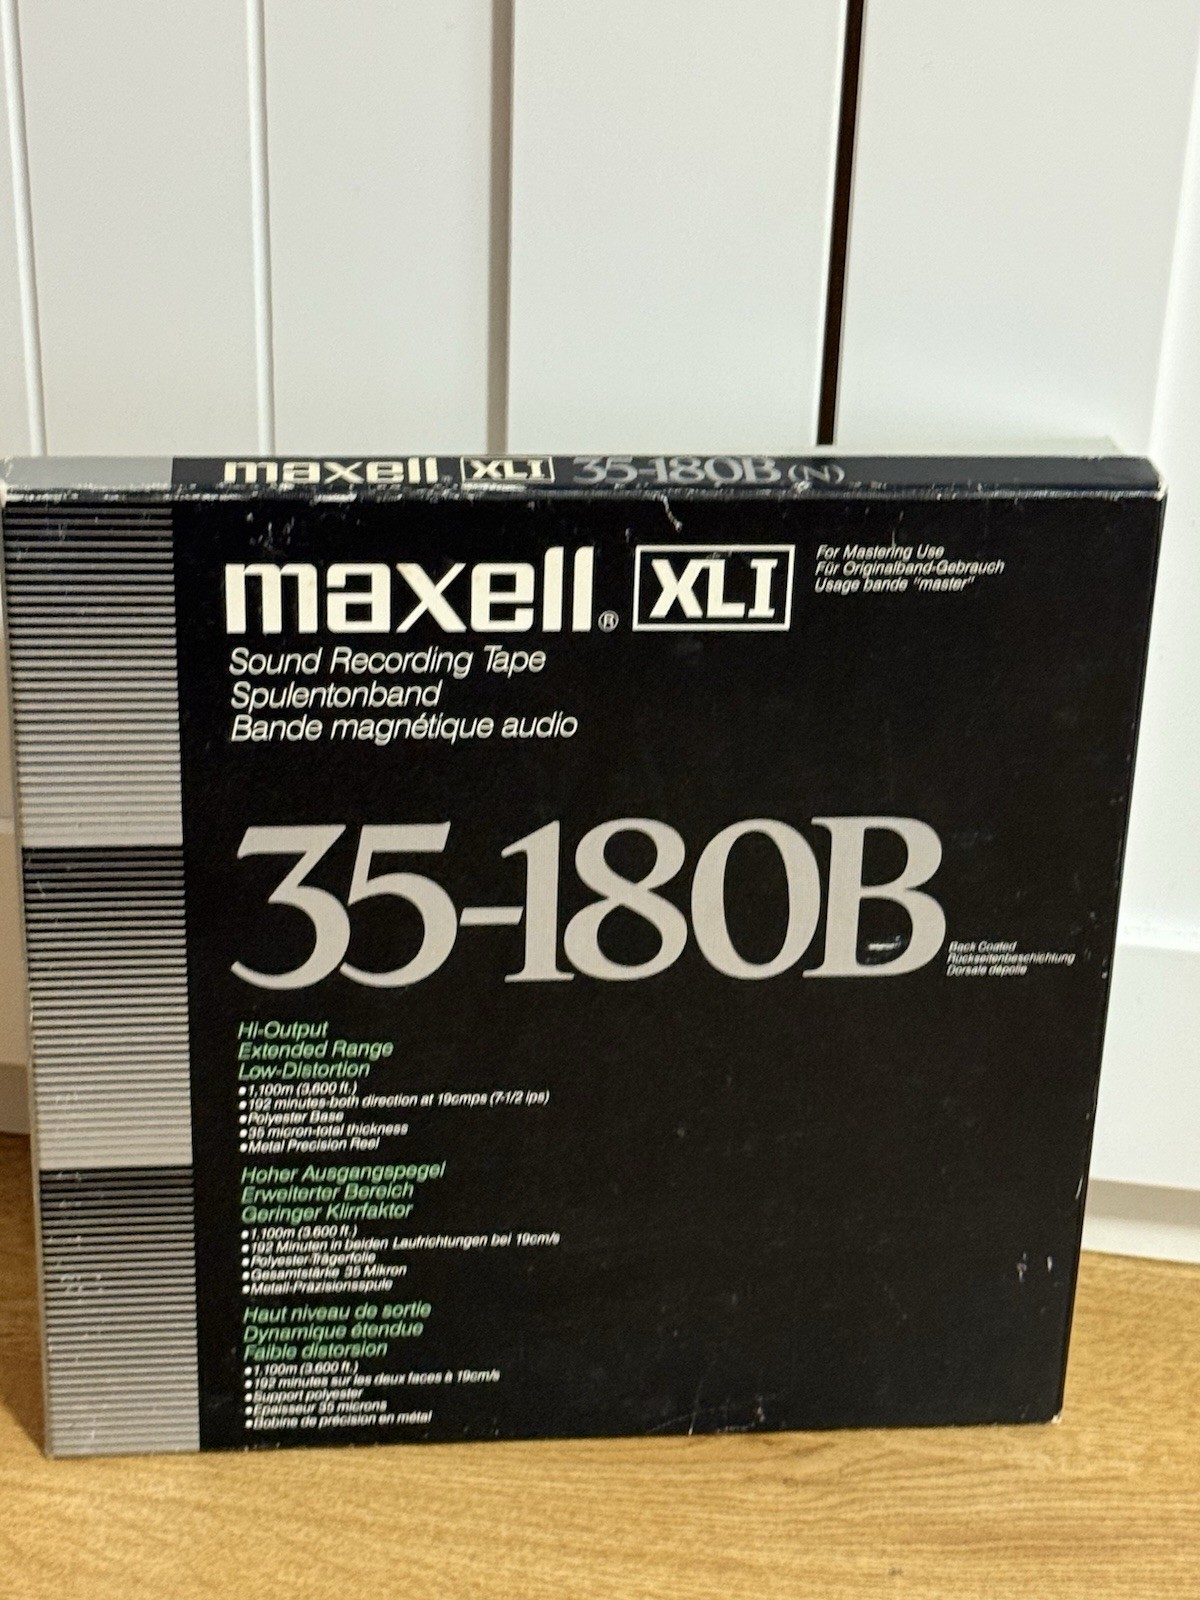 maxell XLI 35-180B (N)
maxell® XLI
For Mastering Use
Für Originalband-Gebrauch
Usage bande "master"
Sound Recording Tape
Spulentonband
Bande magnétique audio
35-180B
Back Coated
Rückseitenbeschichtung
Dorsale dépolie
Hi-Output
Extended Range
Low-Distortion
•1,100m (3,600 ft.)
•192 minutes-both direction at 19cmps (7-1/2 ips)
•Polyester Base
•35 micron-total thickness
•Metal Precision Reel
Hoher Ausgangspegel
Erweiterter Bereich
Geringer Klirrfaktor
•1,100m (3.600 ft.)
•192 Minuten in beiden Laufrichtungen bei 19cm/s
•Polyester-Trägerfolie
•Gesamtstärke 35 Mikron
•Metall-Präzisionsspule
Haut niveau de sortie
Dynamique étendue
Faible distorsion
•1,100m (3.600 ft.)
•192 minutes sur les deux faces à 19cm/s
•Support polyester
•Epaisseur 35 microns
•Bobine de précision en métal